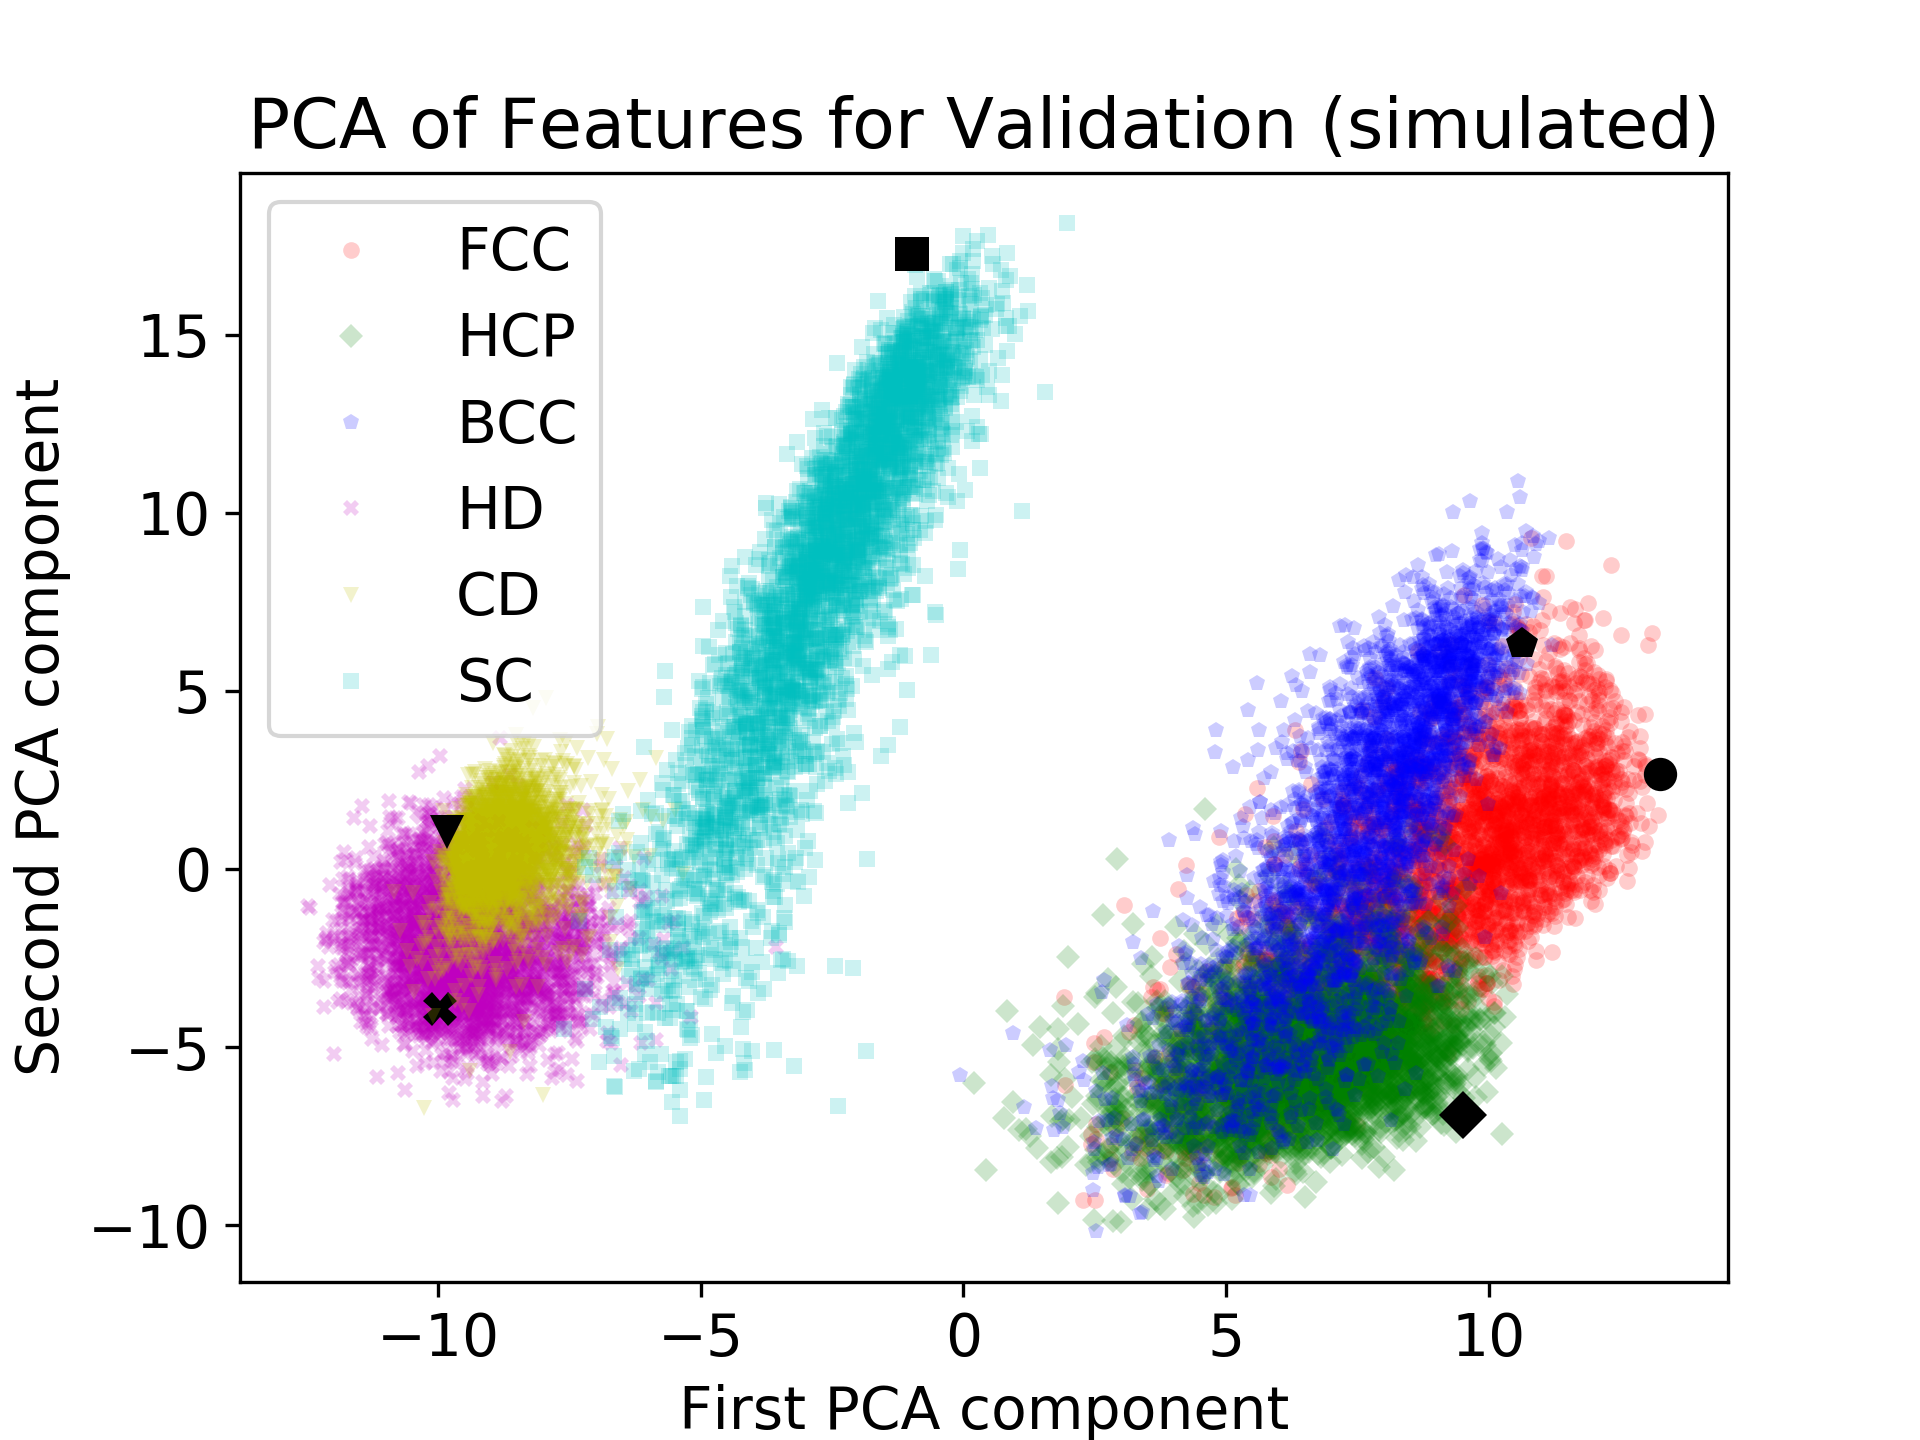 PCA of Features for Validation (simulated)
FCC
HCP
BCC
HD
CD
SC
Second PCA component
15
10
5
0
−5
−10
−10
−5
0
5
10
First PCA component